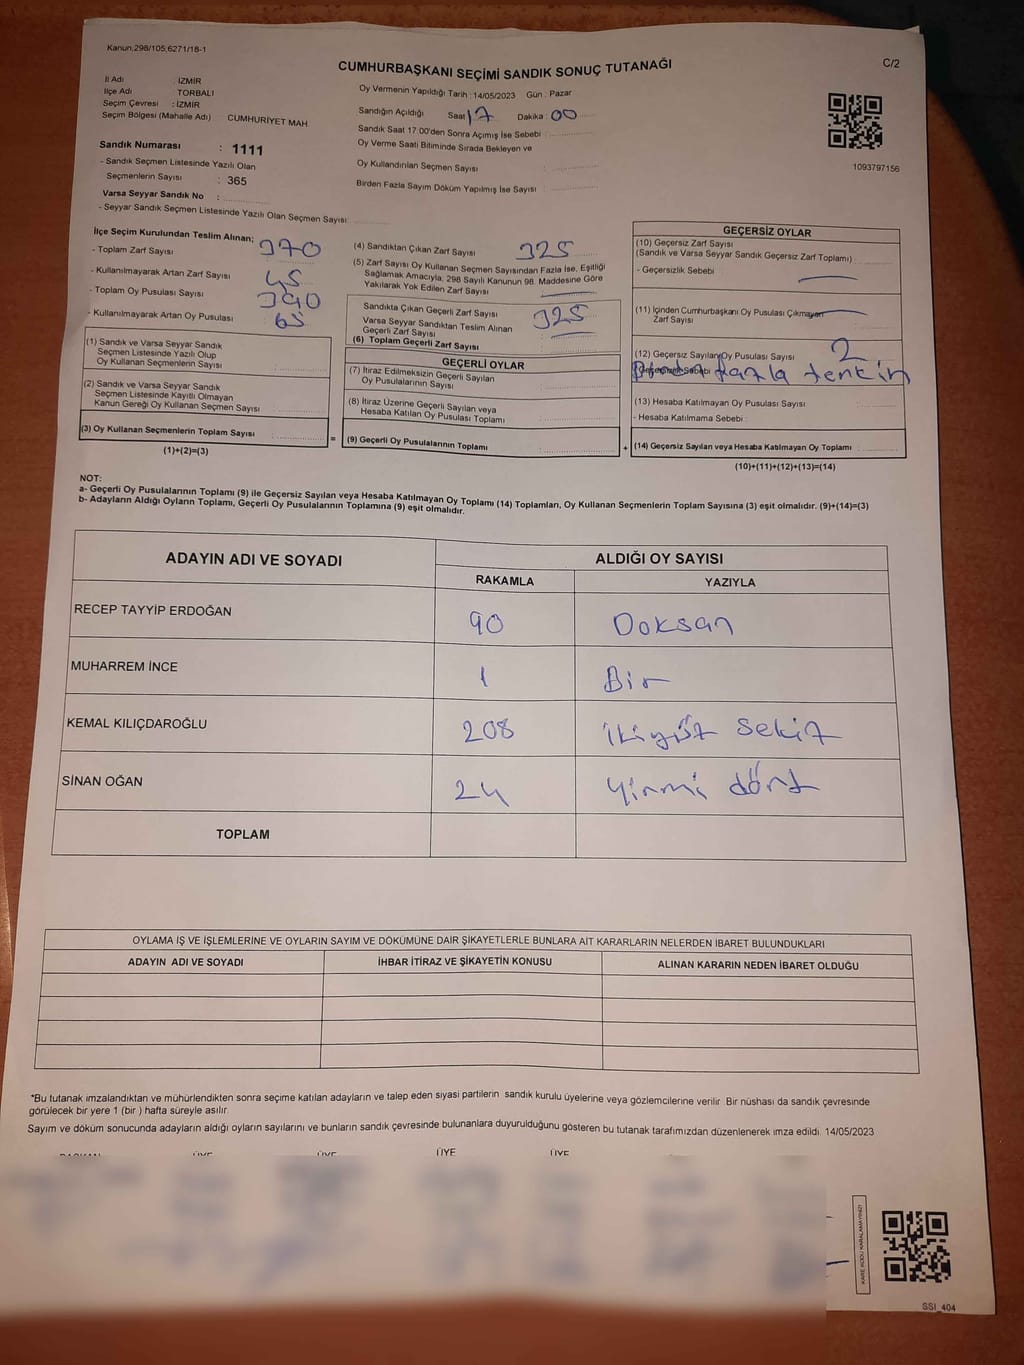 Kanun,298/105;6271/18-1
C/2
CUMHURBAŞKANI SEÇİMİ SANDIK SONUÇ TUTANAĞI
İl Adı : İZMİR
İlçe Adı : TORBALI
Seçim Çevresi : İZMİR
Seçim Bölgesi (Mahalle Adı) CUMHURİYET MAH
Sandık Numarası : 1111
- Sandık Seçmen Listesinde Yazılı Olan
Seçmenlerin Sayısı : 365
Varsa Seyyar Sandık No :
- Seyyar Sandık Seçmen Listesinde Yazılı Olan Seçmen Sayısı:
Oy Vermenin Yapıldığı Tarih : 14/05/2023 Gün : Pazar
Sandığın Açıldığı Saat 17 Dakika : 00
Sandık Saat 17:00'den Sonra Açımış İse Sebebi :
Oy Verme Saati Bitiminde Sırada Bekleyen ve
Oy Kullandırılan Seçmen Sayısı :
Birden Fazla Sayım Döküm Yapılmış İse Sayısı :
1093797156
İlçe Seçim Kurulundan Teslim Alınan:
- Toplam Zarf Sayısı 370
- Kullanılmayarak Artan Zarf Sayısı 45
- Toplam Oy Pusulası Sayısı 390
- Kullanılmayarak Artan Oy Pusulası 65
(1) Sandık ve Varsa Seyyar Sandık
Seçmen Listesinde Yazılı Olup
Oy Kullanan Seçmenlerin Sayısı :
(2) Sandık ve Varsa Seyyar Sandık
Seçmen Listesinde Kayıtlı Olmayan
Kanun Gereği Oy Kullanan Seçmen Sayısı :
(3) Oy Kullanan Seçmenlerin Toplam Sayısı :
(1)+(2)=(3)
=
(4) Sandıktan Çıkan Zarf Sayısı : 325
(5) Zarf Sayısı Oy Kullanan Seçmen Sayısından Fazla İse, Eşitliği
Sağlamak Amacıyla, 298 Sayılı Kanunun 98. Maddesine Göre
Yakılarak Yok Edilen Zarf Sayısı :
Sandıkta Çıkan Geçerli Zarf Sayısı : 325
Varsa Seyyar Sandıktan Teslim Alınan
Geçerli Zarf Sayısı :
(6) Toplam Geçerli Zarf Sayısı :
GEÇERLİ OYLAR
(7) İtiraz Edilmeksizin Geçerli Sayılan
Oy Pusulalarının Sayısı :
(8) İtiraz Üzerine Geçerli Sayılan veya
Hesaba Katılan Oy Pusulası Toplamı :
(9) Geçerli Oy Pusulalarının Toplamı :
+
GEÇERSİZ OYLAR
(10) Geçersiz Zarf Sayısı
(Sandık ve Varsa Seyyar Sandık Geçersiz Zarf Toplamı) :
- Geçersizlik Sebebi :
(11) İçinden Cumhurbaşkanı Oy Pusulası Çıkmayan
Zarf Sayısı :
(12) Geçersiz Sayılan Oy Pusulası Sayısı : 2
fazla
(13) Hesaba Katılmayan Oy Pusulası Sayısı :
- Hesaba Katılmama Sebebi :
(14) Geçersiz Sayılan veya Hesaba Katılmayan Oy Toplamı :
(10)+(11)+(12)+(13)=(14)
NOT:
a- Geçerli Oy Pusulalarının Toplamı (9) ile Geçersiz Sayılan veya Hesaba Katılmayan Oy Toplamı (14) Toplamları, Oy Kullanan Seçmenlerin Toplam Sayısına (3) eşit olmalıdır. (9)+(14)=(3)
b- Adayların Aldığı Oyların Toplamı, Geçerli Oy Pusulalarının Toplamına (9) eşit olmalıdır.
ADAYIN ADI VE SOYADI
ALDIĞI OY SAYISI
RAKAMLA YAZIYLA
RECEP TAYYİP ERDOĞAN 90 Doksan
MUHARREM İNCE 1 Bir
KEMAL KILIÇDAROĞLU 208 ikiyüz sekiz
SİNAN OĞAN 24 yirmi dört
TOPLAM
OYLAMA İŞ VE İŞLEMLERİNE VE OYLARIN SAYIM VE DÖKÜMÜNE DAİR ŞİKAYETLERLE BUNLARA AİT KARARLARIN NELERDEN İBARET BULUNDUKLARI
ADAYIN ADI VE SOYADI İHBAR İTİRAZ VE ŞİKAYETİN KONUSU ALINAN KARARIN NEDEN İBARET OLDUĞU
*Bu tutanak imzalandıktan ve mühürlendikten sonra seçime katılan adayların ve talep eden siyasi partilerin sandık kurulu üyelerine veya gözlemcilerine verilir. Bir nüshası da sandık çevresinde
görülecek bir yere 1 (bir ) hafta süreyle asılır.
Sayım ve döküm sonucunda adayların aldığı oyların sayılarını ve bunların sandık çevresinde bulunanlara duyurulduğunu gösteren bu tutanak tarafımızdan düzenlenerek imza edildi. 14/05/2023
BAŞKAN ÜYE ÜYE ÜYE ÜYE
KARE KODU KARALAMAYINIZ!
SSI_404